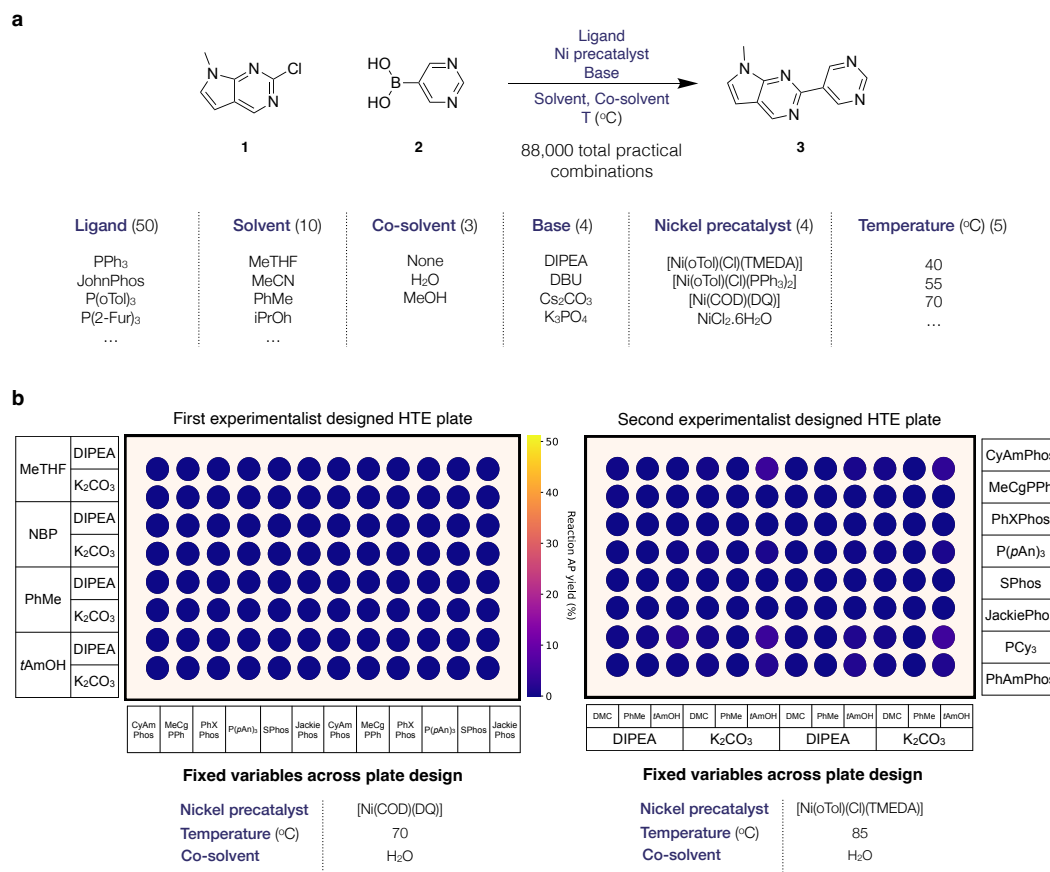 a
N
N
N
Cl
1
HO
HO
B
N
N
2
Ligand
Ni precatalyst
Base
Solvent, Co-solvent
T (ºC)
88,000 total practical
combinations
N
N
N
N
N
3
Ligand (50)
PPh₃
JohnPhos
P(oTol)₃
P(2-Fur)₃
...
Solvent (10)
MeTHF
MeCN
PhMe
iPrOh
...
Co-solvent (3)
None
H₂O
MeOH
Base (4)
DIPEA
DBU
Cs₂CO₃
K₃PO₄
Nickel precatalyst (4)
[Ni(oTol)(Cl)(TMEDA)]
[Ni(oTol)(Cl)(PPh₃)₂]
[Ni(COD)(DQ)]
NiCl₂.6H₂O
Temperature (ºC) (5)
40
55
70
...
b
First experimentalist designed HTE plate
MeTHF
DIPEA
K₂CO₃
NBP
DIPEA
K₂CO₃
PhMe
DIPEA
K₂CO₃
tAmOH
DIPEA
K₂CO₃
CyAm
Phos
MeCg
PPh
PhX
Phos
P(pAn)₃
SPhos
Jackie
Phos
CyAm
Phos
MeCg
PPh
PhX
Phos
P(pAn)₃
SPhos
Jackie
Phos
50
40
30
20
10
0
Reaction AP yield (%)
Fixed variables across plate design
Nickel precatalyst [Ni(COD)(DQ)]
Temperature (ºC) 70
Co-solvent H₂O
Second experimentalist designed HTE plate
CyAmPhos
MeCgPPh
PhXPhos
P(pAn)₃
SPhos
JackiePho
PCy₃
PhAmPhos
DMC PhMe tAmOH DMC PhMe tAmOH DMC PhMe tAmOH DMC PhMe tAmOH
DIPEA K₂CO₃ DIPEA K₂CO₃
Fixed variables across plate design
Nickel precatalyst [Ni(oTol)(Cl)(TMEDA)]
Temperature (ºC) 85
Co-solvent H₂O